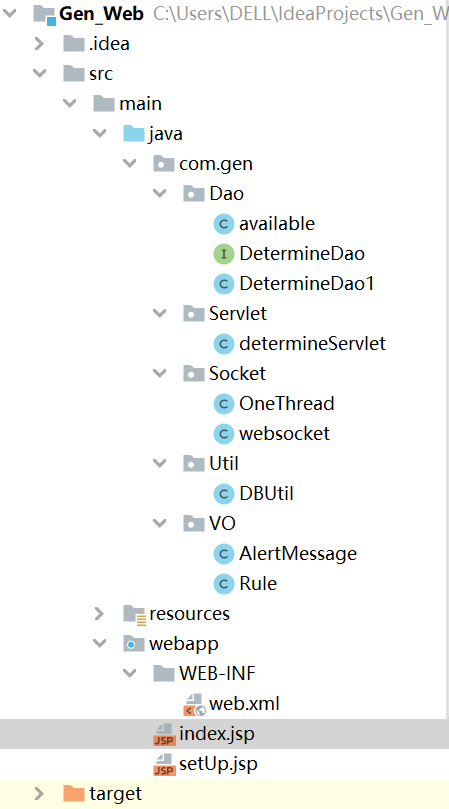 Gen_Web C:\Users\DELL\IdeaProjects\Gen_W
.idea
src
main
java
com.gen
Dao
C available
I DetermineDao
C DetermineDao1
Servlet
C determineServlet
Socket
C OneThread
C websocket
Util
C DBUtil
VO
C AlertMessage
C Rule
resources
webapp
WEB-INF
web.xml
JSP index.jsp
JSP setUp.jsp
target